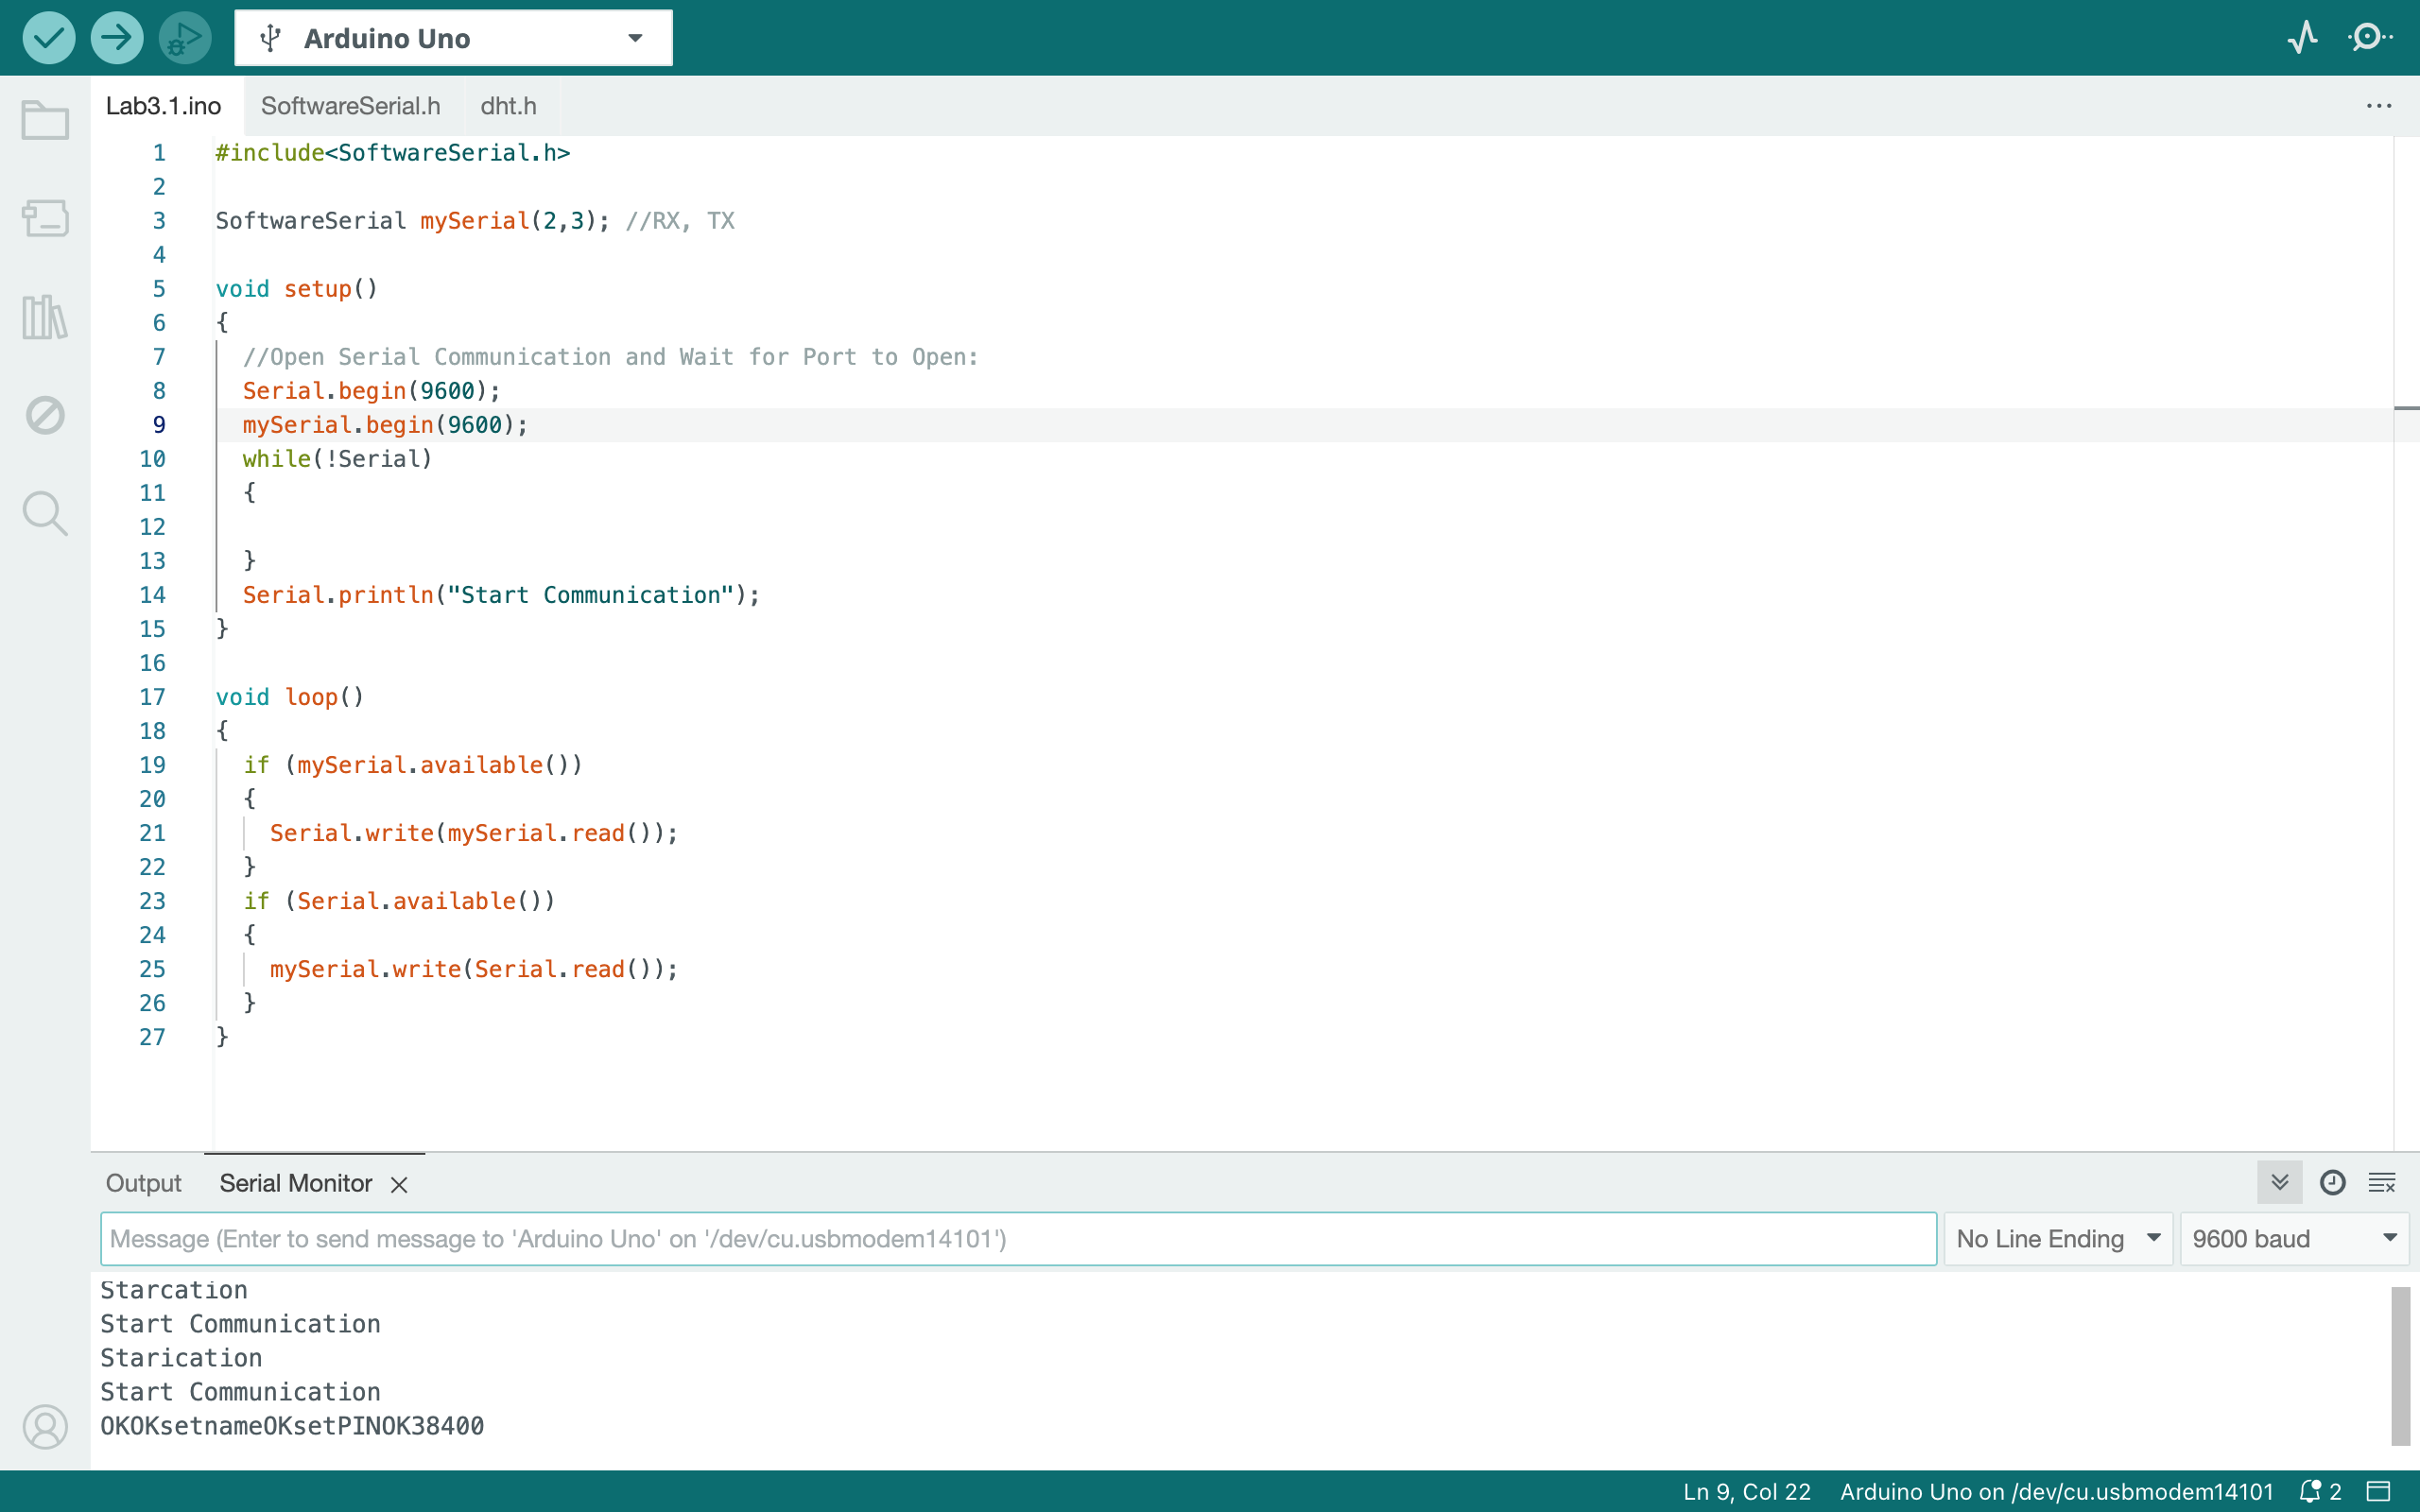 Arduino Uno
Lab3.1.ino SoftwareSerial.h dht.h ...
1 #include<SoftwareSerial.h>
2
3 SoftwareSerial mySerial(2,3); //RX, TX
4
5 void setup()
6 {
7 //Open Serial Communication and Wait for Port to Open:
8 Serial.begin(9600);
9 mySerial.begin(9600);
10 while(!Serial)
11 {
12
13 }
14 Serial.println("Start Communication");
15 }
16
17 void loop()
18 {
19 if (mySerial.available())
20 {
21 Serial.write(mySerial.read());
22 }
23 if (Serial.available())
24 {
25 mySerial.write(Serial.read());
26 }
27 }
Output Serial Monitor
Message (Enter to send message to 'Arduino Uno' on '/dev/cu.usbmodem14101') No Line Ending 9600 baud
Starcation
Start Communication
Starication
Start Communication
OKOKsetnameOKsetPINOK38400
Ln 9, Col 22 Arduino Uno on /dev/cu.usbmodem14101 2